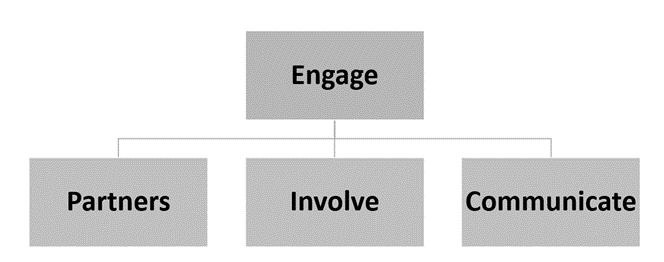 Engage
Partners
Involve
Communicate